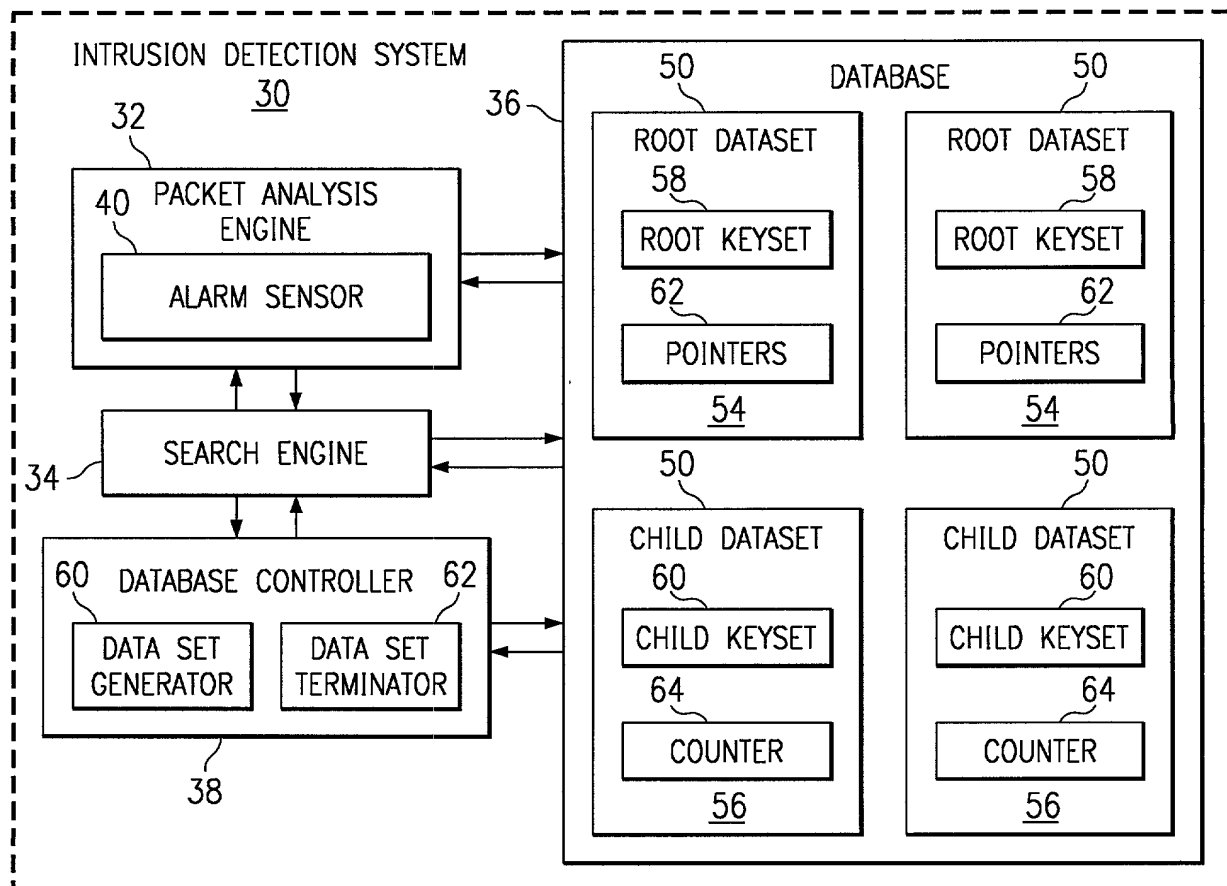 INTRUSION DETECTION SYSTEM
30
32
PACKET ANALYSIS
ENGINE
40
ALARM SENSOR
SEARCH ENGINE
34
DATABASE CONTROLLER
60
DATA SET
GENERATOR
62
DATA SET
TERMINATOR
38
36
DATABASE
50
ROOT DATASET
58
ROOT KEYSET
62
POINTERS
54
50
ROOT DATASET
58
ROOT KEYSET
62
POINTERS
54
50
CHILD DATASET
60
CHILD KEYSET
64
COUNTER
56
50
CHILD DATASET
60
CHILD KEYSET
64
COUNTER
56